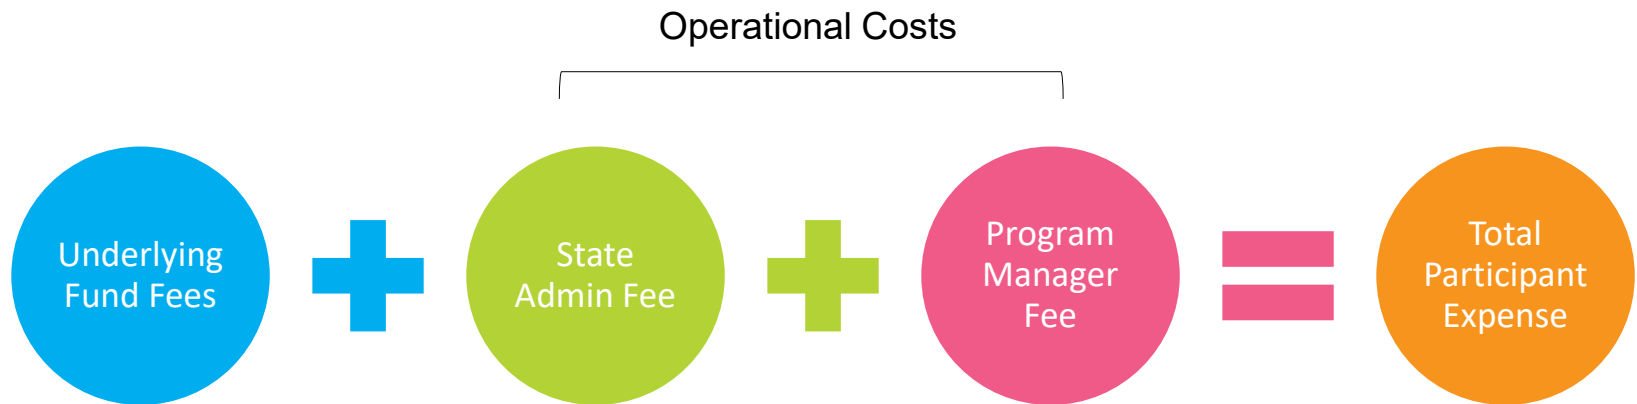 Operational Costs
Underlying
Fund Fees
State
Admin Fee
Program
Manager
Fee
Total
Participant
Expense